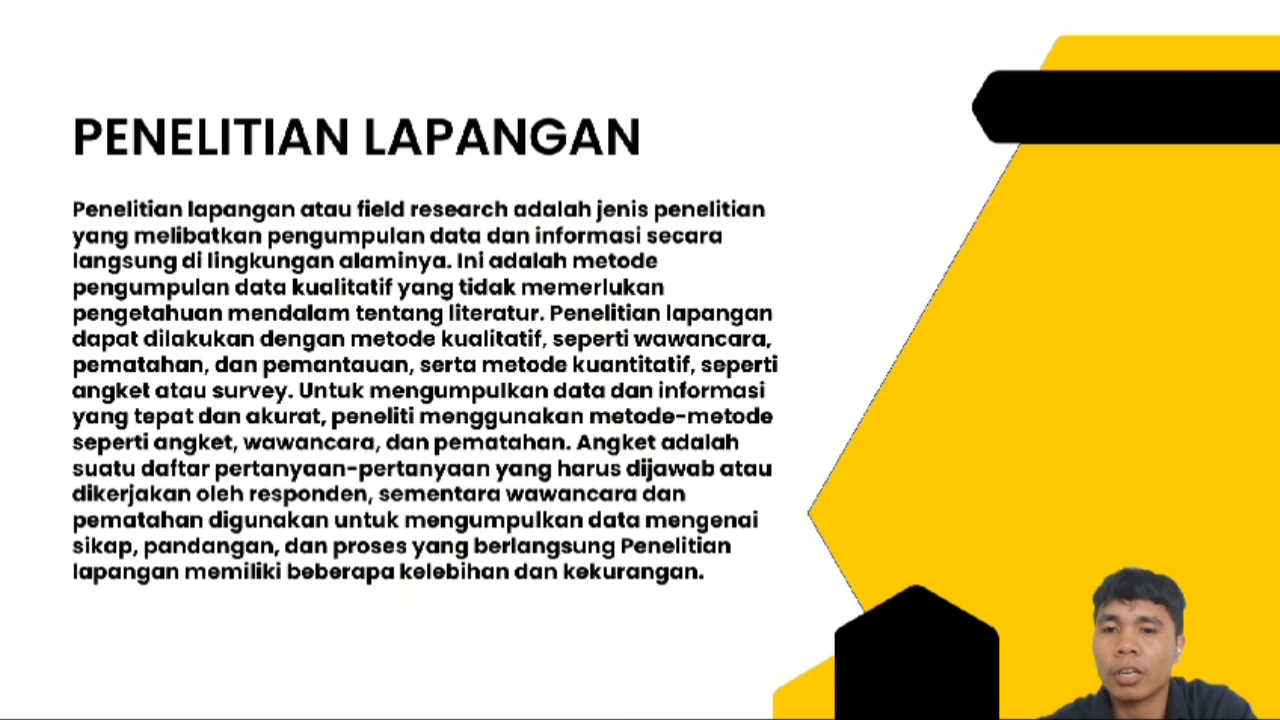 PENELITIAN LAPANGAN
Penelitian lapangan atau field research adalah jenis penelitian
yang melibatkan pengumpulan data dan informasi secara
langsung di lingkungan alaminya. Ini adalah metode
pengumpulan data kualitatif yang tidak memerlukan
pengetahuan mendalam tentang literatur. Penelitian lapangan
dapat dilakukan dengan metode kualitatif, seperti wawancara,
pematahan, dan pemantauan, serta metode kuantitatif, seperti
angket atau survey. Untuk mengumpulkan data dan informasi
yang tepat dan akurat, peneliti menggunakan metode-metode
seperti angket, wawancara, dan pematahan. Angket adalah
suatu daftar pertanyaan-pertanyaan yang harus dijawab atau
dikerjakan oleh responden, sementara wawancara dan
pematahan digunakan untuk mengumpulkan data mengenai
sikap, pandangan, dan proses yang berlangsung Penelitian
lapangan memiliki beberapa kelebihan dan kekurangan.